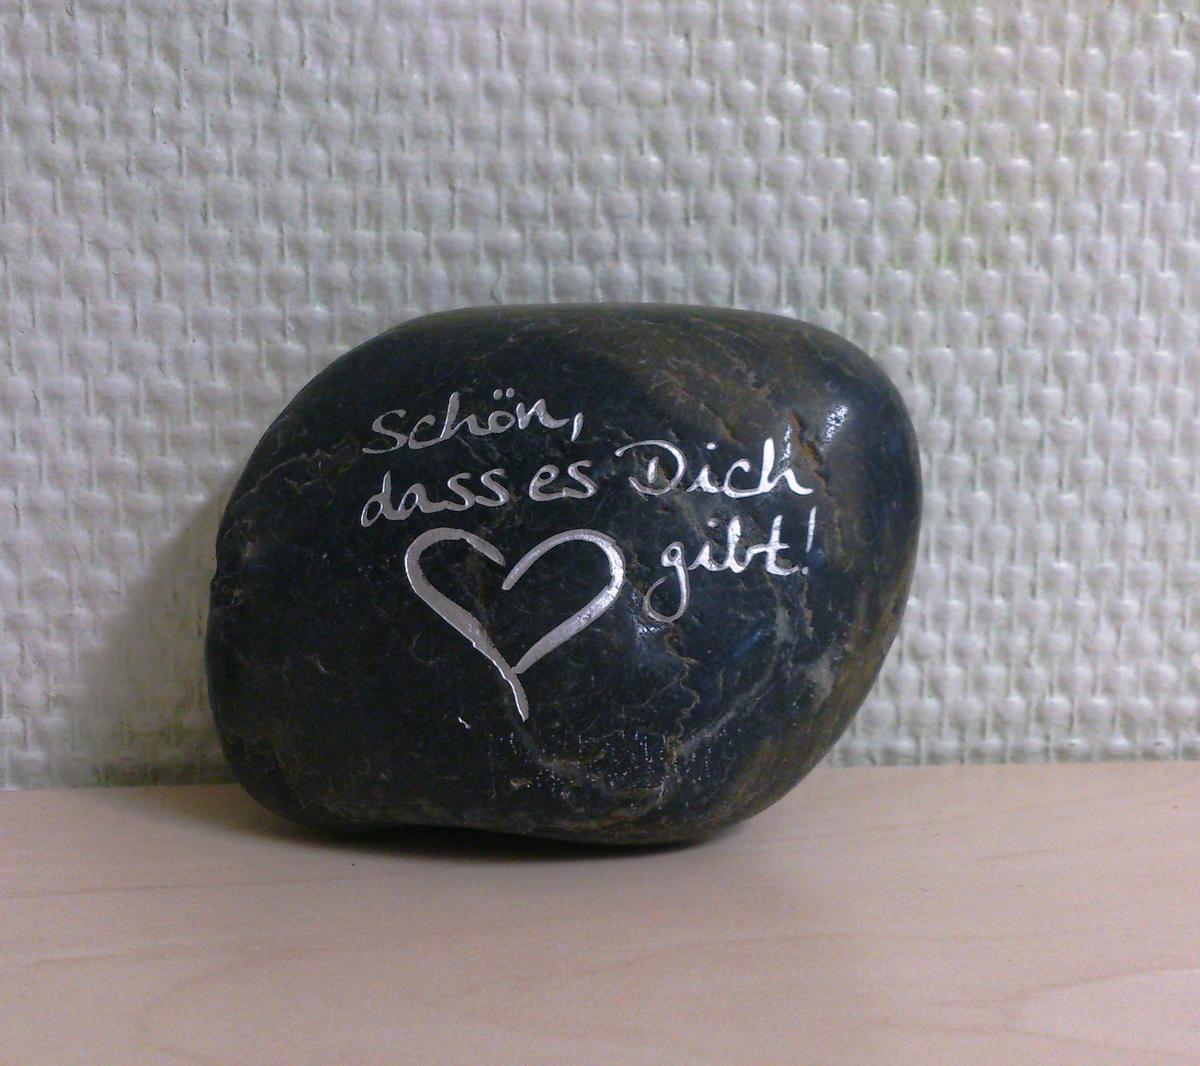 Schön,
dass es Dich
gibt!